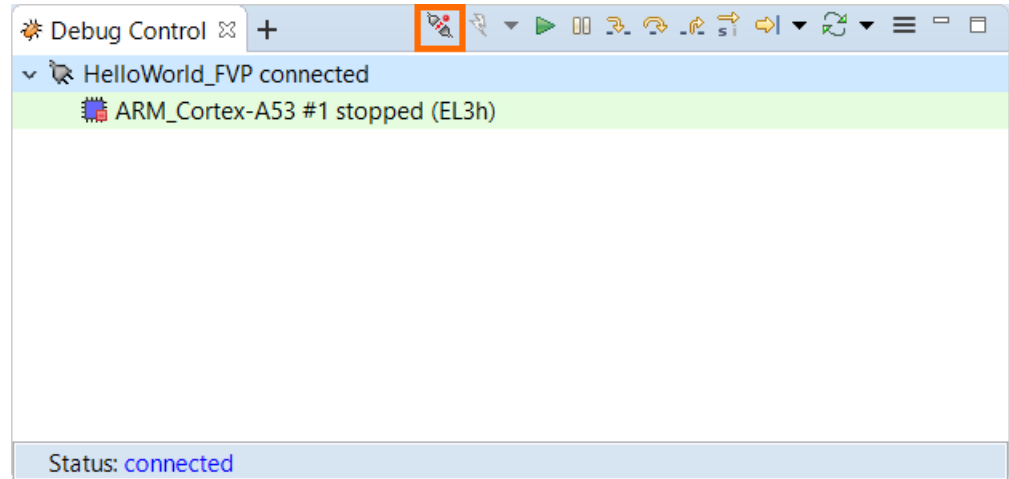 Debug Control
HelloWorld_FVP connected
ARM_Cortex-A53 #1 stopped (EL3h)
Status: connected